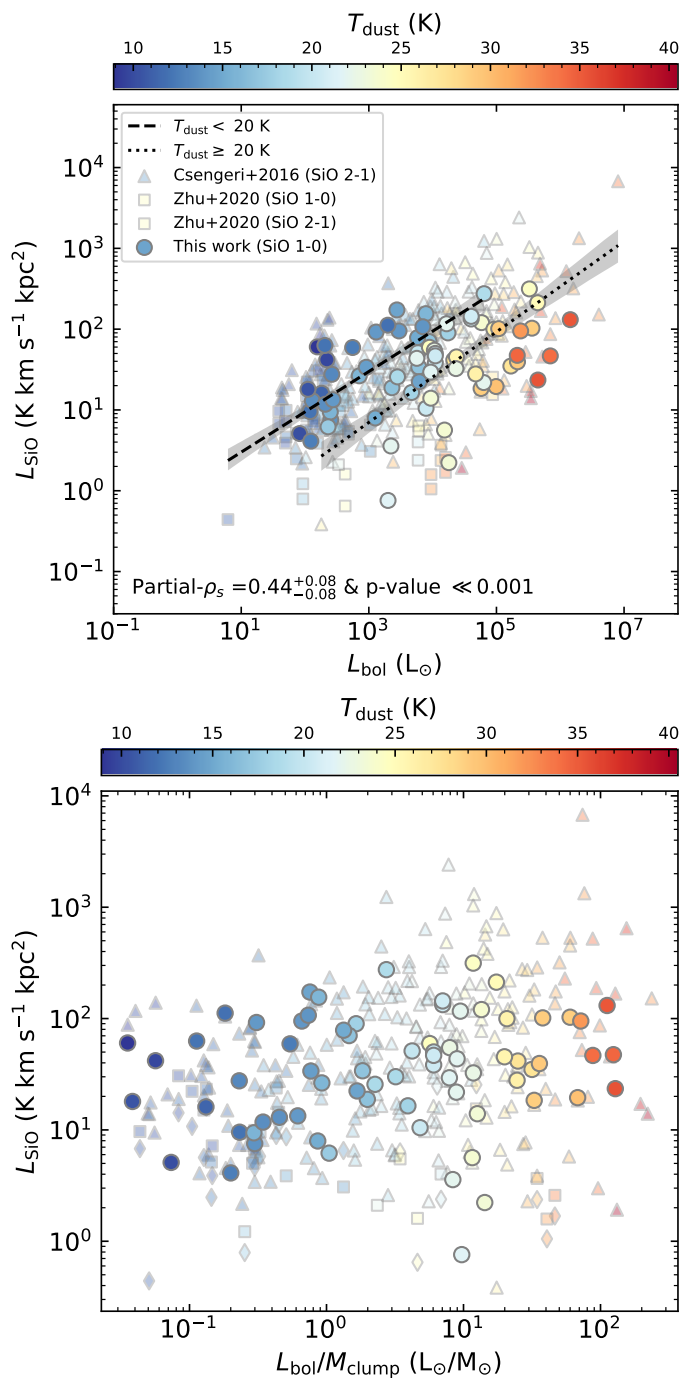 T_dust (K)
10 15 20 25 30 35 40
T_dust < 20 K
T_dust ≥ 20 K
Csengeri+2016 (SiO 2-1)
Zhu+2020 (SiO 1-0)
Zhu+2020 (SiO 2-1)
This work (SiO 1-0)
10^4
10^3
10^2
10^1
10^0
10^−1
L_SiO (K km s^−1 kpc^2)
Partial-ρ_s =0.44^{+0.08}_{−0.08} & p-value ≪0.001
10^−1 10^1 10^3 10^5 10^7
L_bol (L_⊙)
T_dust (K)
10 15 20 25 30 35 40
10^4
10^3
10^2
10^1
10^0
L_SiO (K km s^−1 kpc^2)
10^−1 10^0 10^1 10^2
L_bol/M_clump (L_⊙/M_⊙)